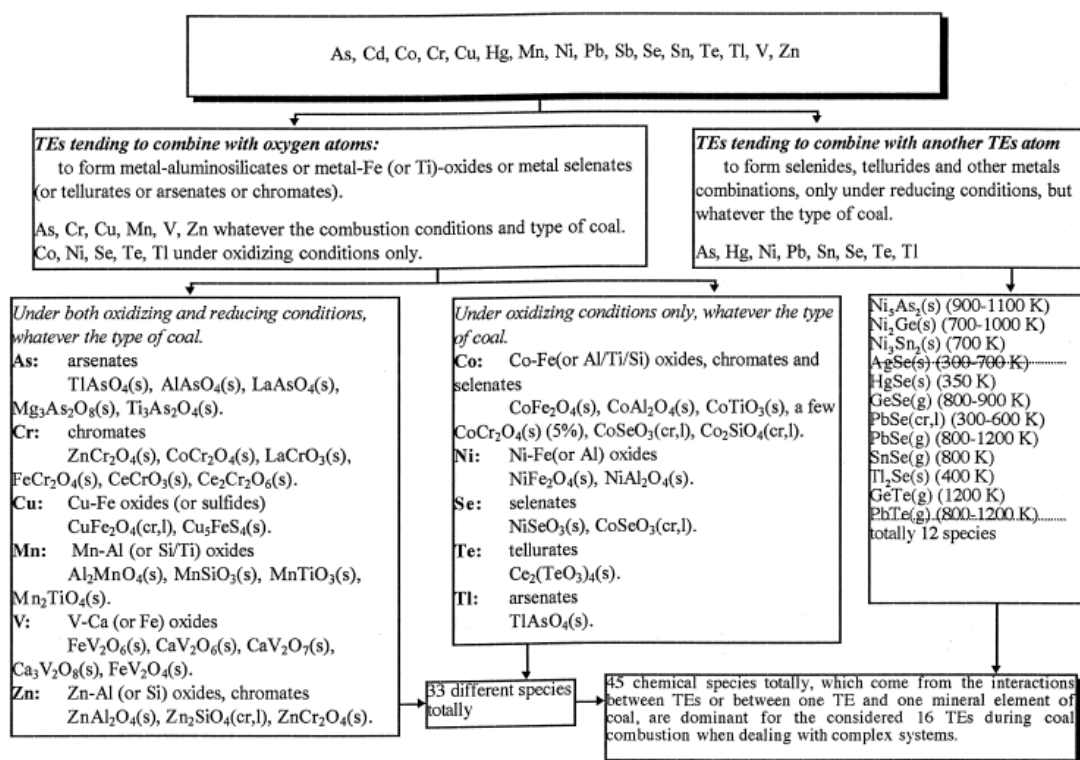 As, Cd, Co, Cr, Cu, Hg, Mn, Ni, Pb, Sb, Se, Sn, Te, Tl, V, Zn
TEs tending to combine with oxygen atoms:
to form metal-aluminosilicates or metal-Fe (or Ti)-oxides or metal selenates
(or tellurates or arsenates or chromates).
As, Cr, Cu, Mn, V, Zn whatever the combustion conditions and type of coal.
Co, Ni, Se, Te, Tl under oxidizing conditions only.
TEs tending to combine with another TEs atom
to form selenides, tellurides and other metals
combinations, only under reducing conditions, but
whatever the type of coal.
As, Hg, Ni, Pb, Sn, Se, Te, Tl
Under both oxidizing and reducing conditions,
whatever the type of coal.
As: arsenates
TlAsO₄(s), AlAsO₄(s), LaAsO₄(s),
Mg₃As₂O₈(s), Ti₃As₂O₄(s).
Cr: chromates
ZnCr₂O₄(s), CoCr₂O₄(s), LaCrO₃(s),
FeCr₂O₄(s), CeCrO₃(s), Ce₂Cr₂O₆(s).
Cu: Cu-Fe oxides (or sulfides)
CuFe₂O₄(cr,l), Cu₅FeS₄(s).
Mn: Mn-Al (or Si/Ti) oxides
Al₂MnO₄(s), MnSiO₃(s), MnTiO₃(s),
Mn₂TiO₄(s).
V: V-Ca (or Fe) oxides
FeV₂O₆(s), CaV₂O₆(s), CaV₂O₇(s),
Ca₃V₂O₈(s), FeV₂O₄(s).
Zn: Zn-Al (or Si) oxides, chromates
ZnAl₂O₄(s), Zn₂SiO₄(cr,l), ZnCr₂O₄(s).
Under oxidizing conditions only, whatever the type
of coal.
Co: Co-Fe(or Al/Ti/Si) oxides, chromates and
selenates
CoFe₂O₄(s), CoAl₂O₄(s), CoTiO₃(s), a few
CoCr₂O₄(s) (5%), CoSeO₃(cr,l), Co₂SiO₄(cr,l).
Ni: Ni-Fe(or Al) oxides
NiFe₂O₄(s), NiAl₂O₄(s).
Se: selenates
NiSeO₃(s), CoSeO₃(cr,l).
Te: tellurates
Ce₂(TeO₃)₄(s).
Tl: arsenates
TlAsO₄(s).
Ni₅As₂(s) (900-1100 K)
Ni₂Ge(s) (700-1000 K)
Ni₃Sn₂(s) (700 K)
AgSe(s) (300-700 K)
HgSe(s) (350 K)
GeSe(g) (800-900 K)
PbSe(cr,l) (300-600 K)
PbSe(g) (800-1200 K)
SnSe(g) (800 K)
Tl₂Se(s) (400 K)
GeTe(g) (1200 K)
PbTe(g) (800-1200 K)
totally 12 species
33 different species
totally
45 chemical species totally, which come from the interactions
between TEs or between one TE and one mineral element of
coal, are dominant for the considered 16 TEs during coal
combustion when dealing with complex systems.